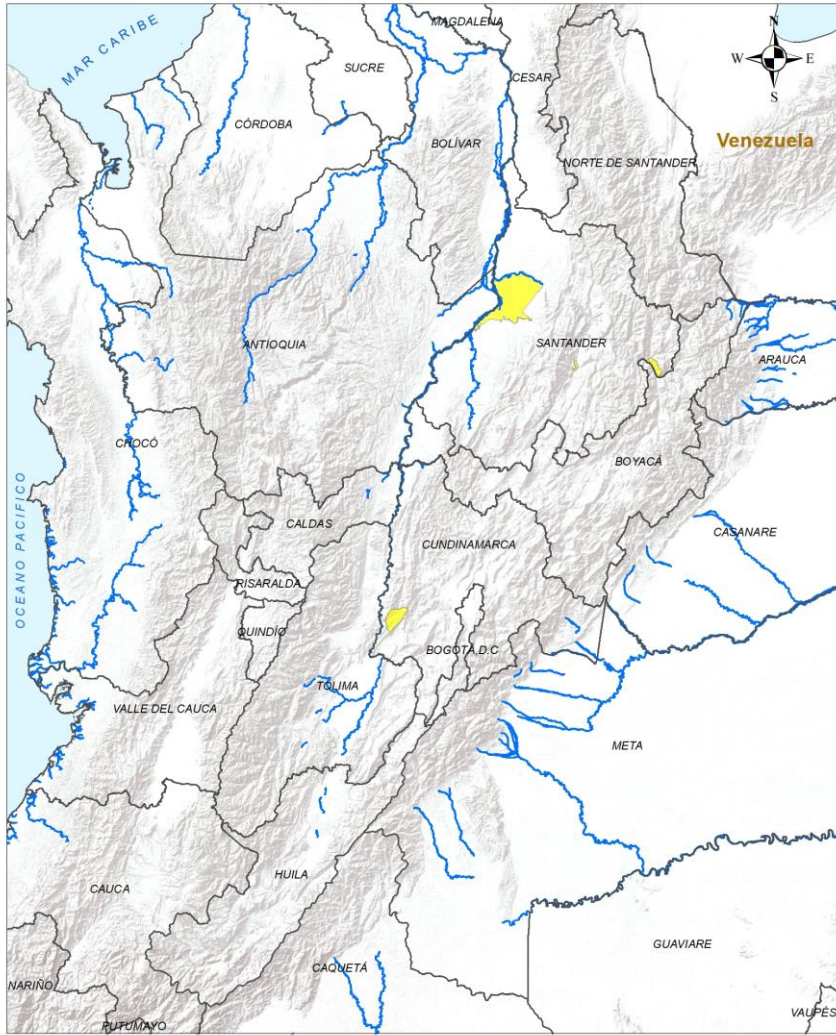 MAGDALENA
N
MAR CARIBE
W
E
SUCRE
CESAR
S
CÓRDOBA
BOLÍVAR
Venezuela
NORTE DE SANTANDER
ANTIOQUIA
SANTANDER
ARAUCA
CHOCÓ
BOYACÁ
OCEANO PACIFICO
CALDAS
CASANARE
CUNDINAMARCA
RISARALDA
QUINDÍO
BOGOTÁ, D.C
TOLIMA
VALLE DEL CAUCA
META
HUILA
CAUCA
GUAVIARE
CAQUETÁ
NARIÑO
VAUPÉS
PUTUMAYO